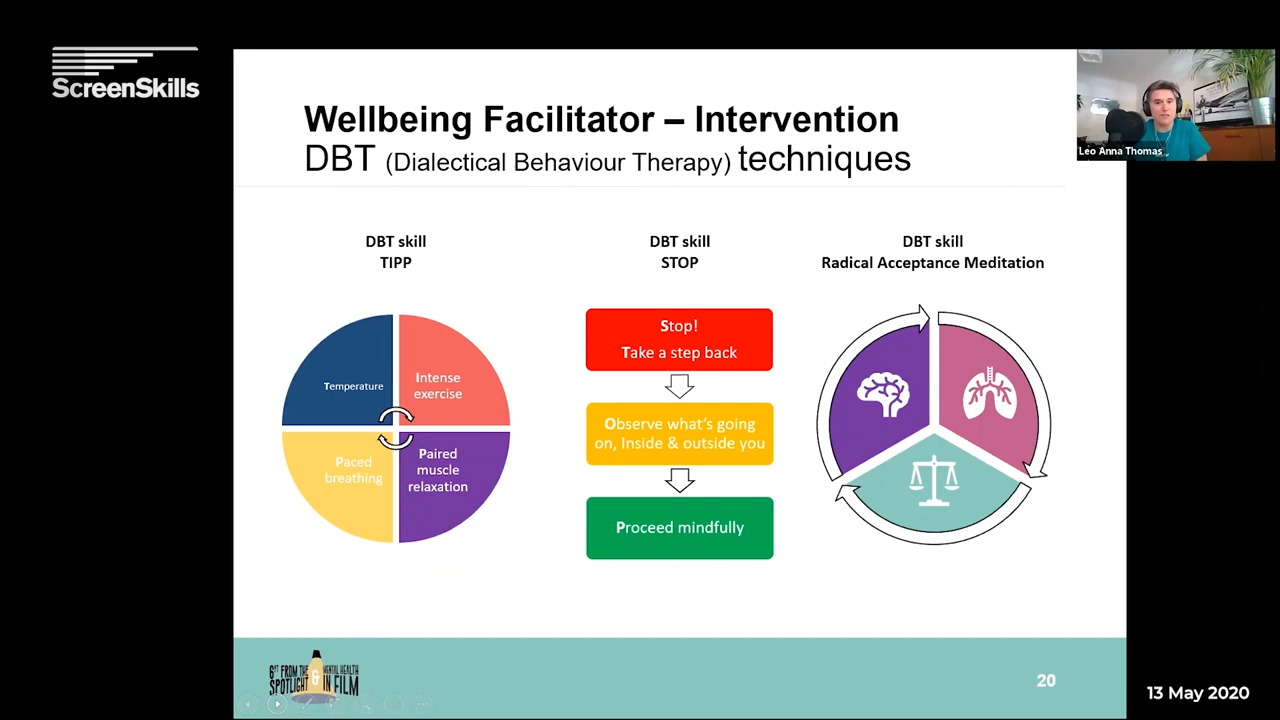 ScreenSkills
Wellbeing Facilitator – Intervention
DBT (Dialectical Behaviour Therapy) techniques
Leo Anna Thomas
DBT skill
TIPP
Temperature
Intense
exercise
Paced
breathing
Paired
muscle
relaxation
DBT skill
STOP
Stop!
Take a step back
Observe what's going
on, Inside & outside you
Proceed mindfully
DBT skill
Radical Acceptance Meditation
6FT FROM THE
SPOTLIGHT
&
MENTAL HEALTH
IN FILM
20
13 May 2020